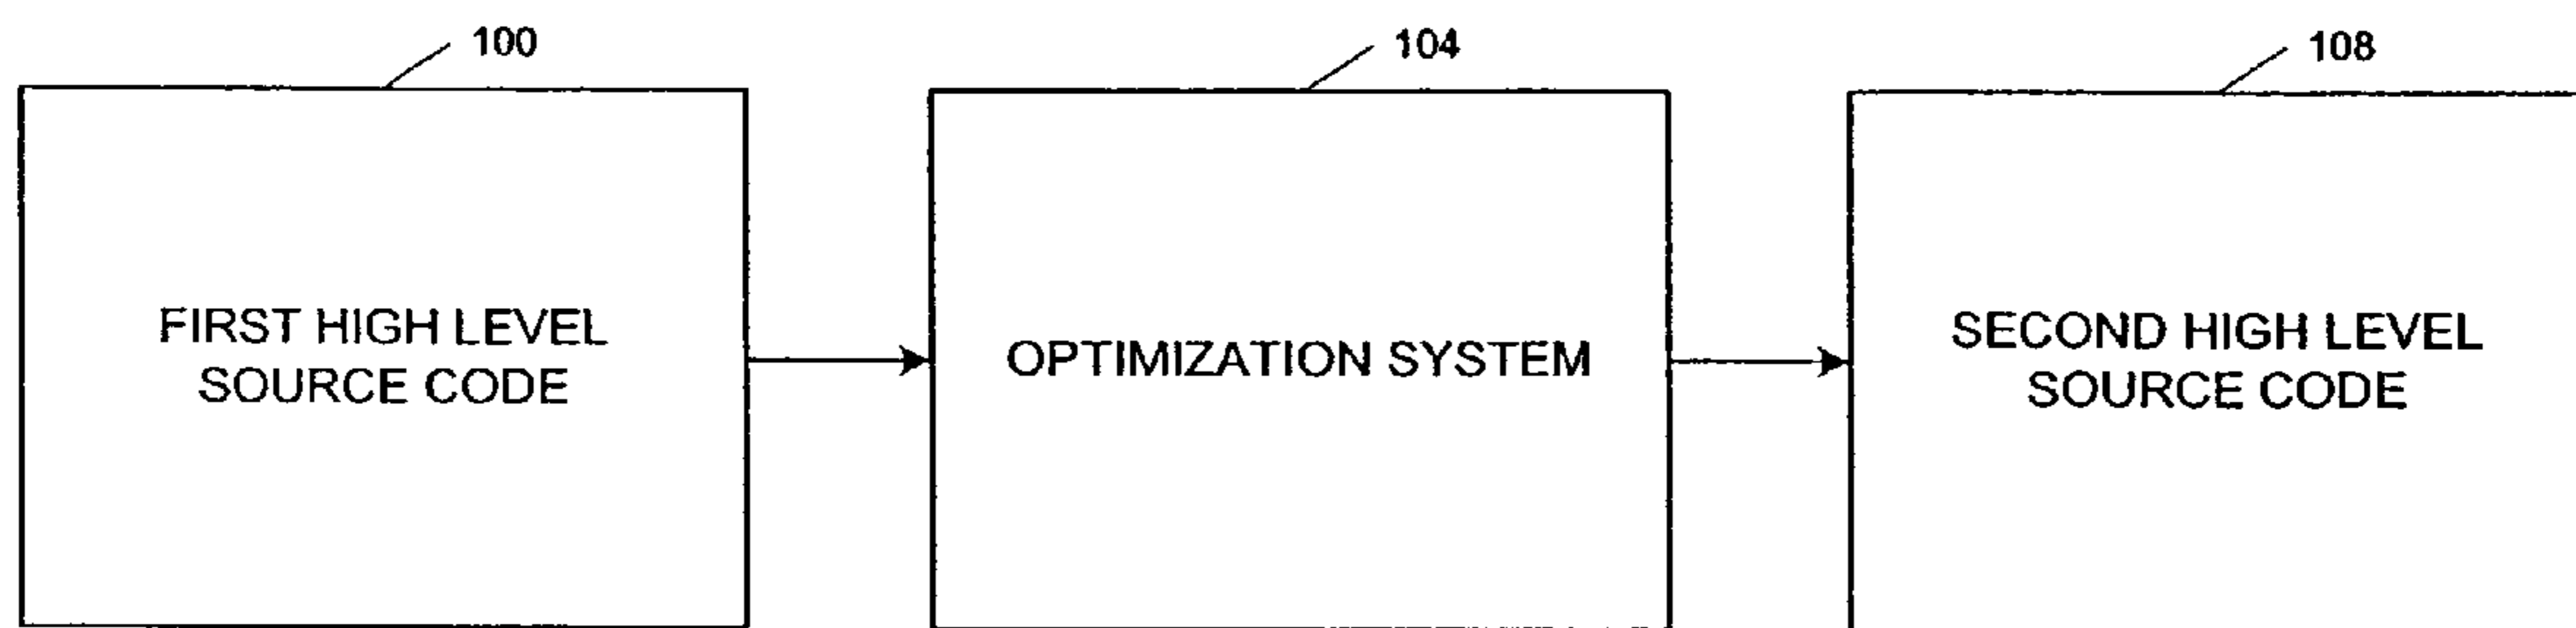 100
104
108
FIRST HIGH LEVEL
SOURCE CODE
OPTIMIZATION SYSTEM
SECOND HIGH LEVEL
SOURCE CODE